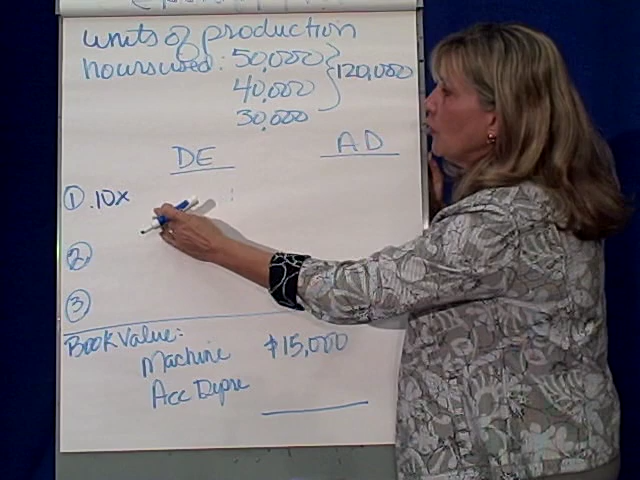 units of production
hours used: 50,000
40,000
30,000
120,000
DE AD
① .10x
②
③
Book Value:
Machine $15,000
Acc Depre